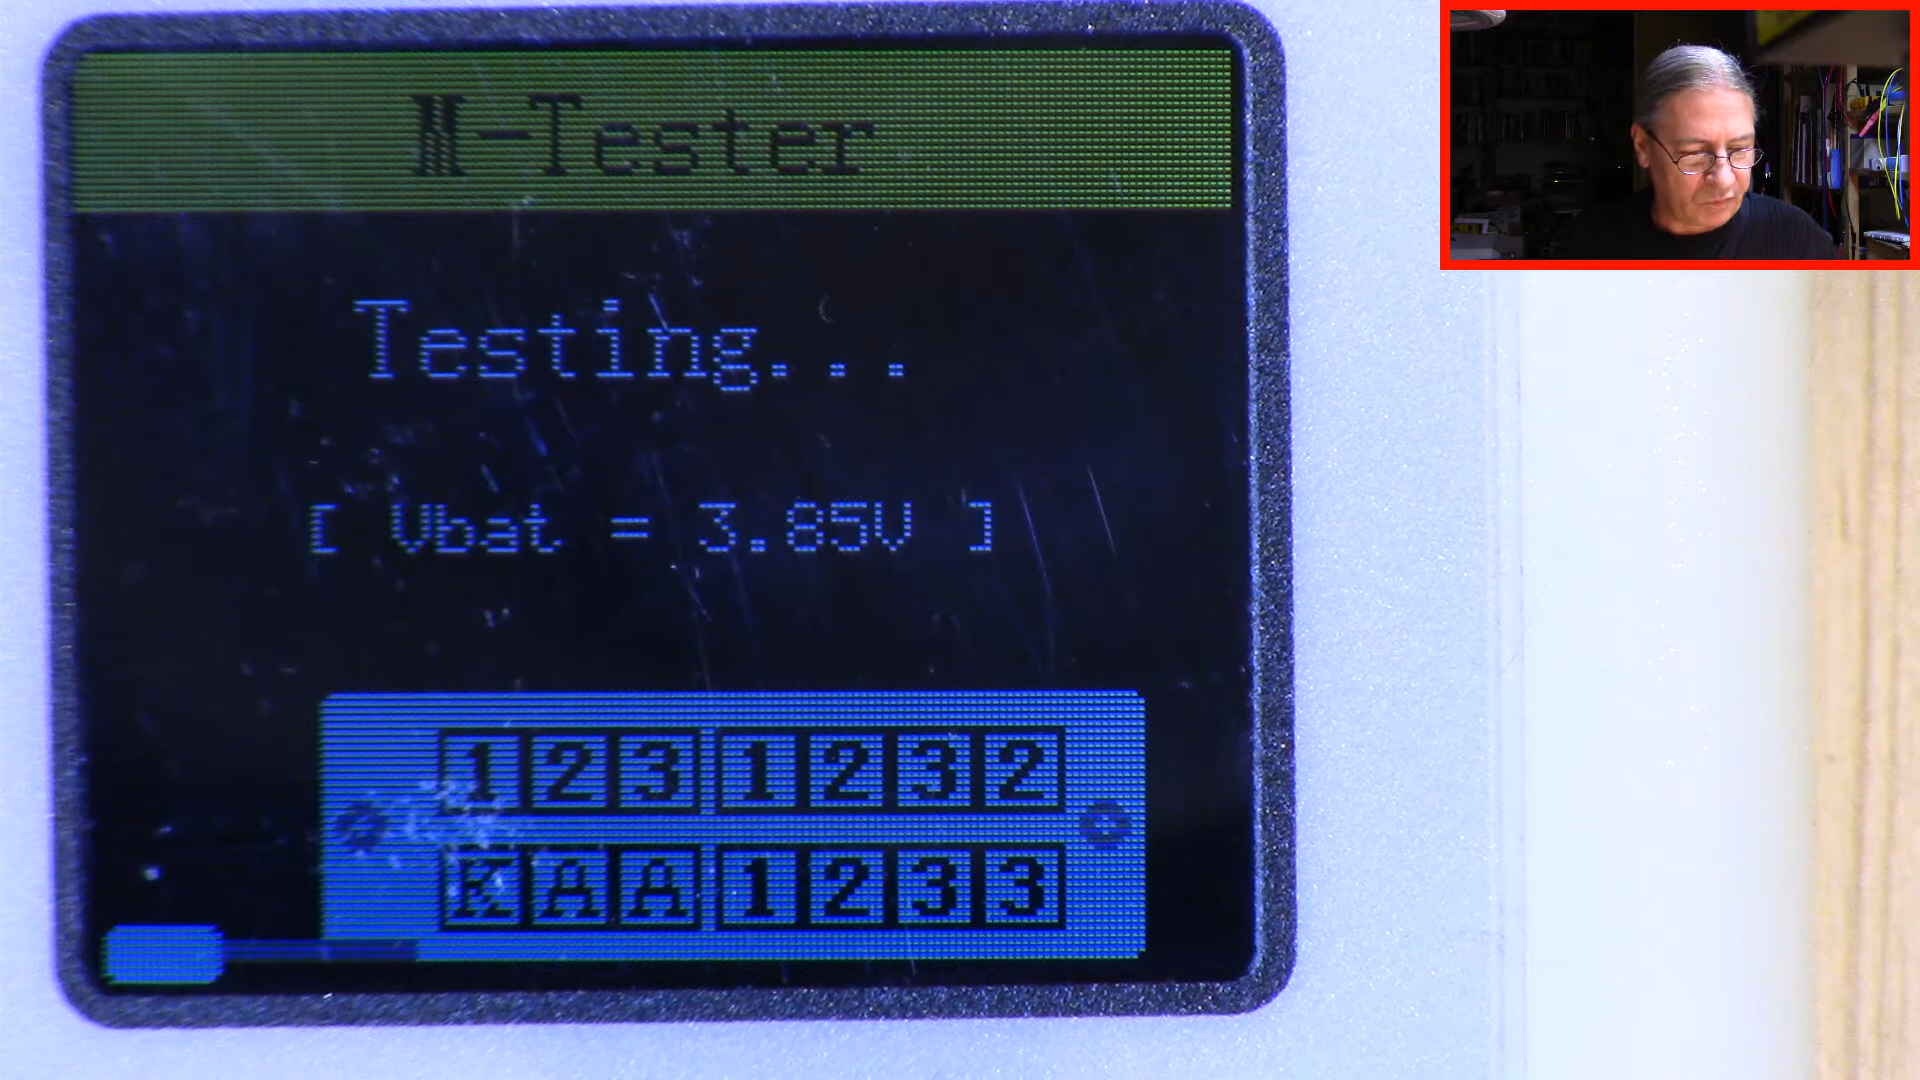 M-Tester
Testing...
[ Vbat = 3.85V ]
1 2 3 1 2 3 2
K A A 1 2 3 3